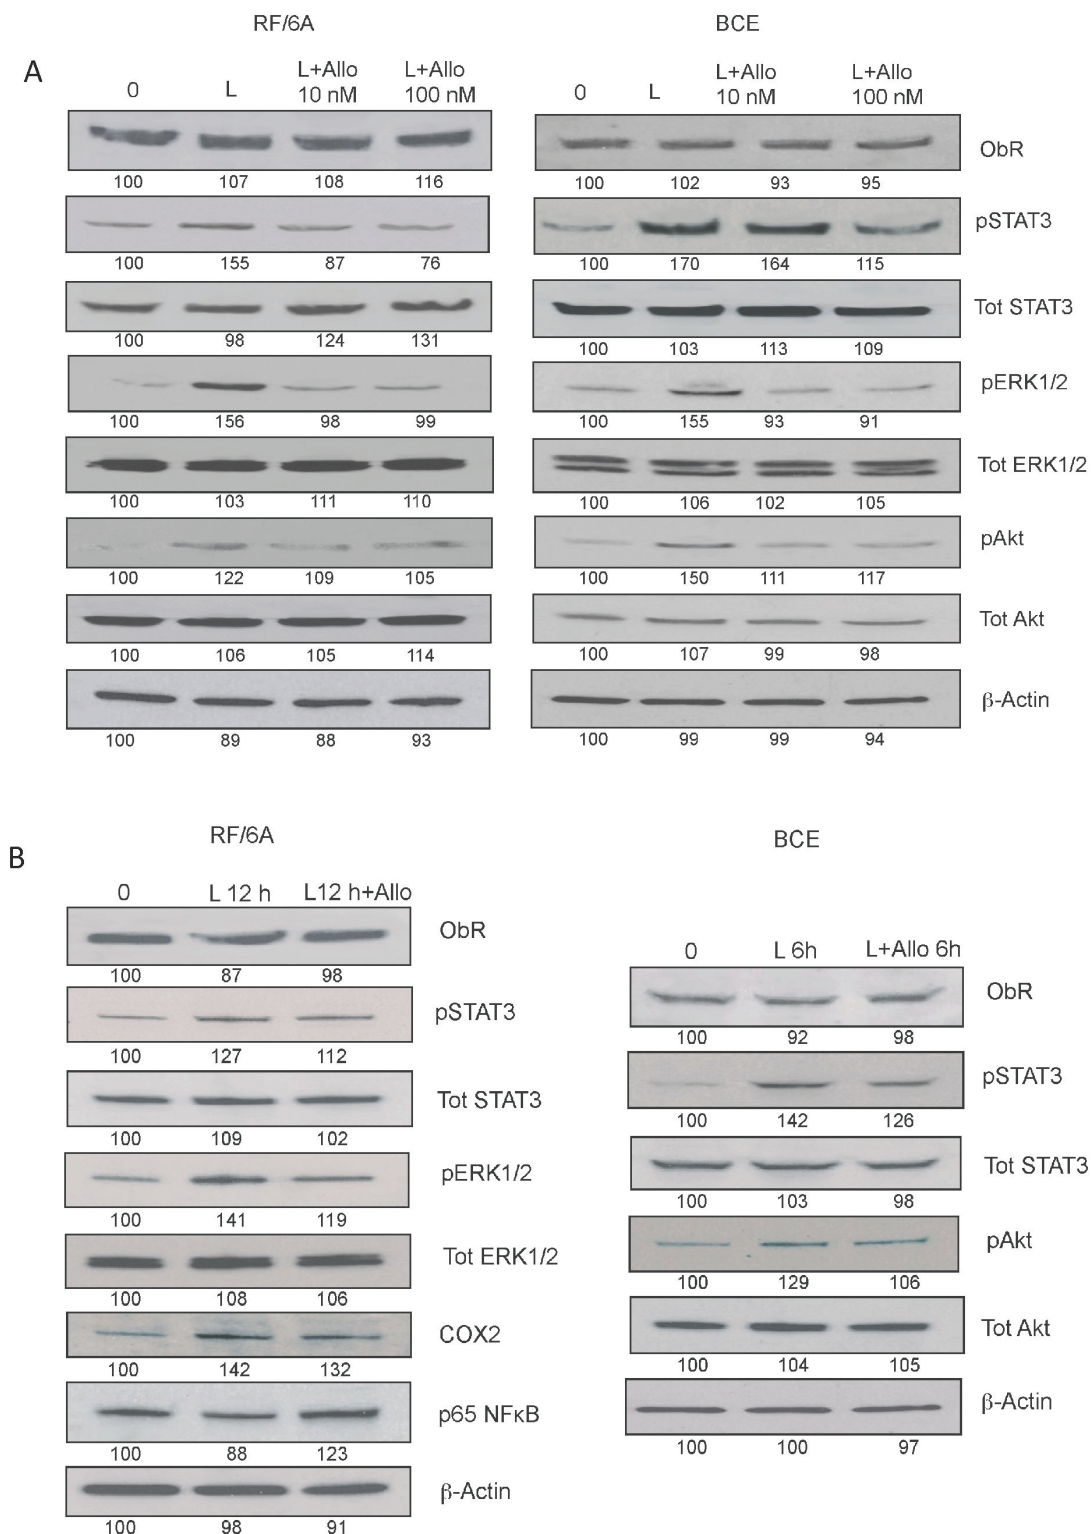 RF/6A BCE
A
0 L L+Allo 10 nM L+Allo 100 nM 0 L L+Allo 10 nM L+Allo 100 nM
ObR
100 107 108 116 100 102 93 95
pSTAT3
100 155 87 76 100 170 164 115
Tot STAT3
100 98 124 131 100 103 113 109
pERK1/2
100 156 98 99 100 155 93 91
Tot ERK1/2
100 103 111 110 100 106 102 105
pAkt
100 122 109 105 100 150 111 117
Tot Akt
100 106 105 114 100 107 99 98
β-Actin
100 89 88 93 100 99 99 94
B
RF/6A
0 L 12 h L12 h+Allo
ObR
100 87 98
pSTAT3
100 127 112
Tot STAT3
100 109 102
pERK1/2
100 141 119
Tot ERK1/2
100 108 106
COX2
100 142 132
p65 NFκB
100 88 123
β-Actin
100 98 91
BCE
0 L 6h L+Allo 6h
ObR
100 92 98
pSTAT3
100 142 126
Tot STAT3
100 103 98
pAkt
100 129 106
Tot Akt
100 104 105
β-Actin
100 100 97